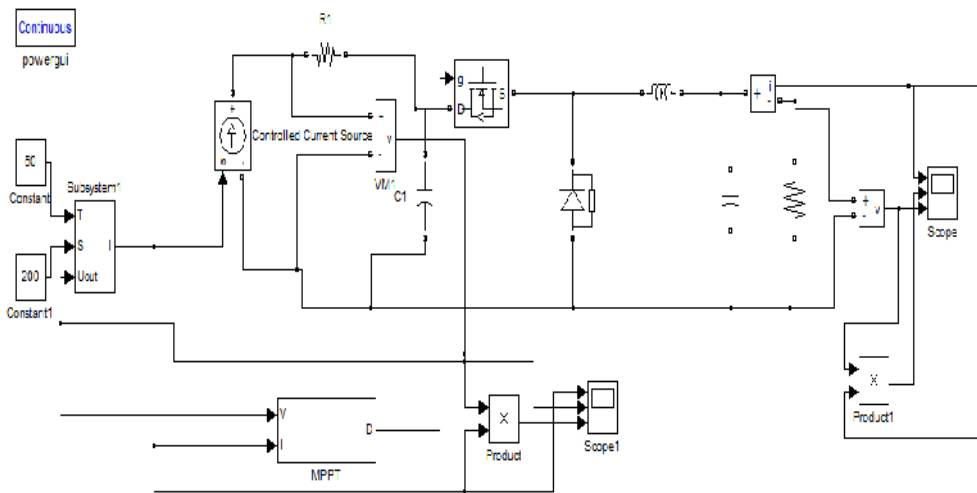 Continuous
powergui
R1
g
D
S
i
+
-
+
Controlled Current Source
+
-
v
VM1
C1
s
-
50
Constant
Subsystem1
T
S
I
Uout
200
Constant1
+
-
v
Scope
X
Product1
V
I
D
MPPT
X
Product
Scope1